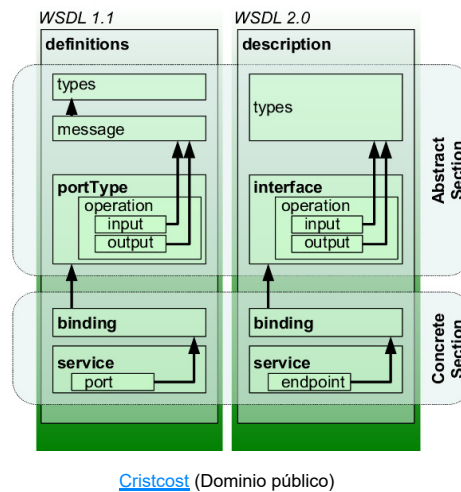 WSDL 1.1
definitions
types
message
portType
operation
input
output
binding
service
port
WSDL 2.0
description
types
interface
operation
input
output
binding
service
endpoint
Abstract
Section
Concrete
Section
Cristcost (Dominio público)